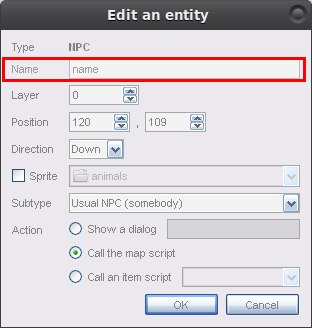 Edit an entity
Type NPC
Name name
Layer 0
Position 120 , 109
Direction Down
Sprite animals
Subtype Usual NPC (somebody)
Action Show a dialog
Call the map script
Call an item script
OK Cancel